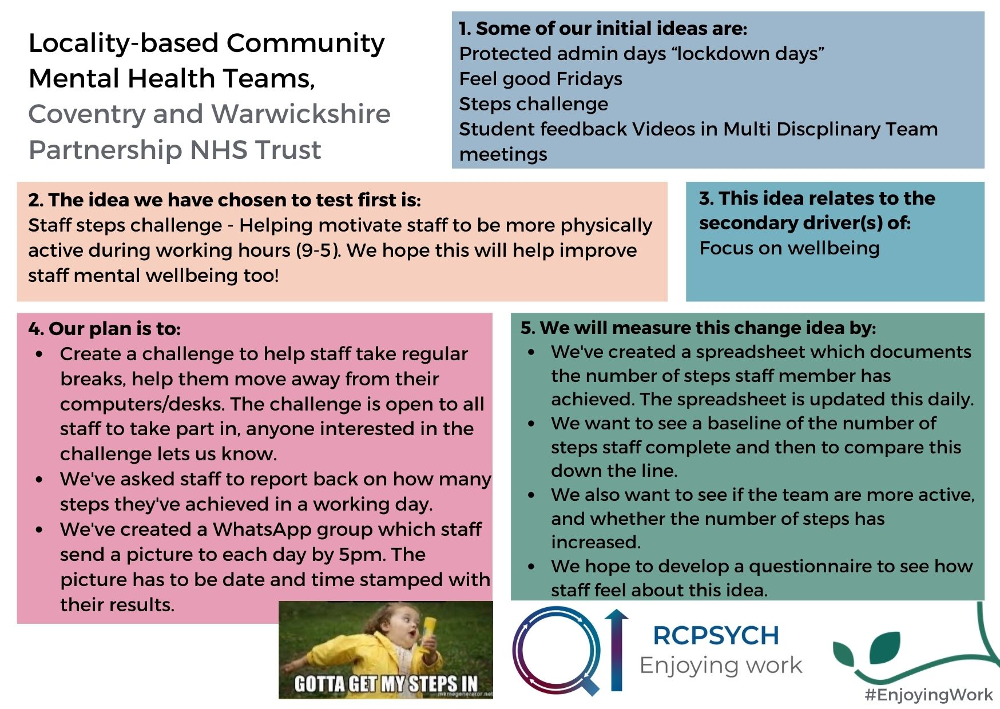 Locality-based Community
Mental Health Teams,
Coventry and Warwickshire
Partnership NHS Trust
1. Some of our initial ideas are:
Protected admin days “lockdown days”
Feel good Fridays
Steps challenge
Student feedback Videos in Multi Discplinary Team
meetings
2. The idea we have chosen to test first is:
Staff steps challenge - Helping motivate staff to be more physically
active during working hours (9-5). We hope this will help improve
staff mental wellbeing too!
3. This idea relates to the
secondary driver(s) of:
Focus on wellbeing
4. Our plan is to:
• Create a challenge to help staff take regular
breaks, help them move away from their
computers/desks. The challenge is open to all
staff to take part in, anyone interested in the
challenge lets us know.
• We've asked staff to report back on how many
steps they've achieved in a working day.
• We've created a WhatsApp group which staff
send a picture to each day by 5pm. The
picture has to be date and time stamped with
their results.
5. We will measure this change idea by:
• We've created a spreadsheet which documents
the number of steps staff member has
achieved. The spreadsheet is updated this daily.
• We want to see a baseline of the number of
steps staff complete and then to compare this
down the line.
• We also want to see if the team are more active,
and whether the number of steps has
increased.
• We hope to develop a questionnaire to see how
staff feel about this idea.
GOTTA GET MY STEPS IN
memegenerator.net
QI
RCPSYCH
Enjoying work
#EnjoyingWork